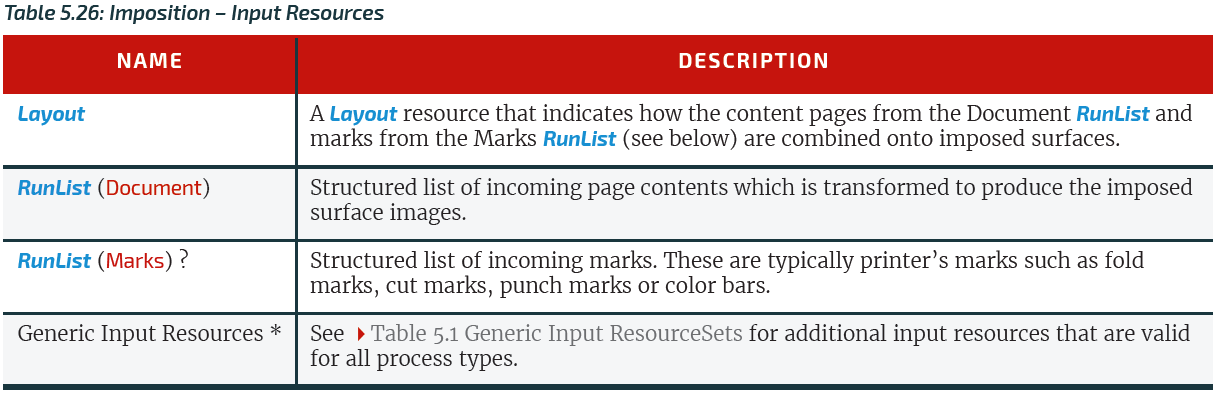 Table 5.26: Imposition – Input Resources
NAME DESCRIPTION
Layout A Layout resource that indicates how the content pages from the Document RunList and
marks from the Marks RunList (see below) are combined onto imposed surfaces.
RunList (Document) Structured list of incoming page contents which is transformed to produce the imposed
surface images.
RunList (Marks) ? Structured list of incoming marks. These are typically printer’s marks such as fold
marks, cut marks, punch marks or color bars.
Generic Input Resources * See Table 5.1 Generic Input ResourceSets for additional input resources that are valid
for all process types.